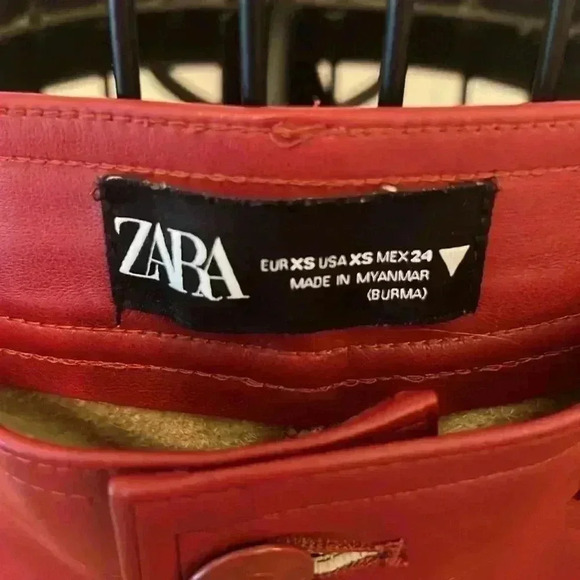 ZARA
EUR XS USA XS MEX 24
MADE IN MYANMAR
(BURMA)